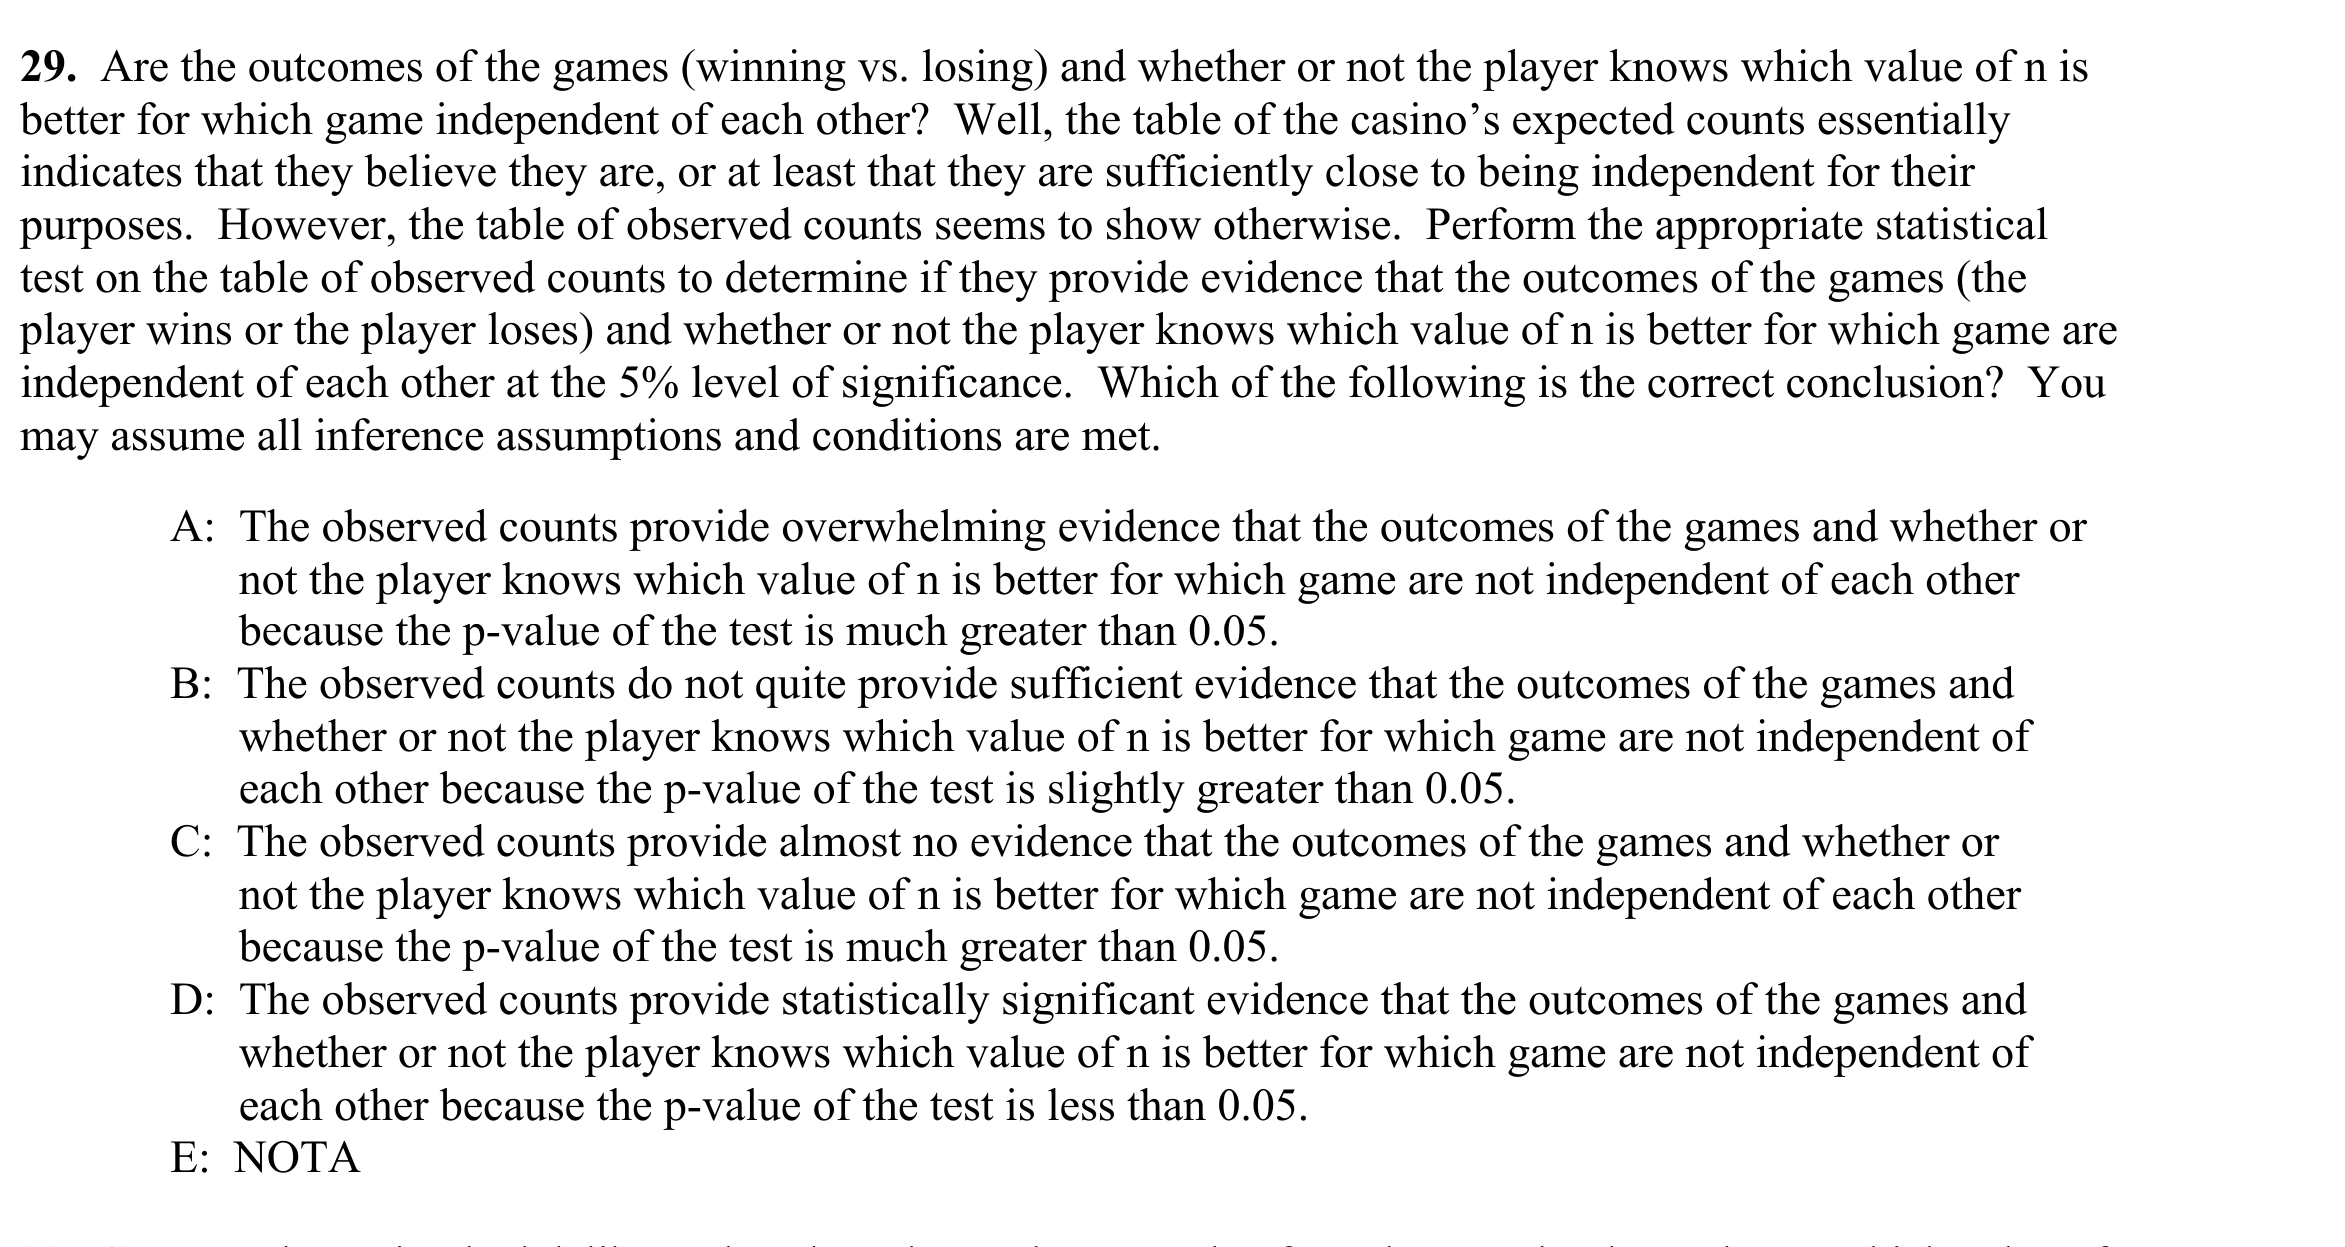 29. Are the outcomes of the games (winning vs. losing) and whether or not the player knows which value of n is
better for which game independent of each other? Well, the table of the casino’s expected counts essentially
indicates that they believe they are, or at least that they are sufficiently close to being independent for their
purposes. However, the table of observed counts seems to show otherwise. Perform the appropriate statistical
test on the table of observed counts to determine if they provide evidence that the outcomes of the games (the
player wins or the player loses) and whether or not the player knows which value of n is better for which game are
independent of each other at the 5% level of significance. Which of the following is the correct conclusion? You
may assume all inference assumptions and conditions are met.
A: The observed counts provide overwhelming evidence that the outcomes of the games and whether or
not the player knows which value of n is better for which game are not independent of each other
because the p-value of the test is much greater than 0.05.
B: The observed counts do not quite provide sufficient evidence that the outcomes of the games and
whether or not the player knows which value of n is better for which game are not independent of
each other because the p-value of the test is slightly greater than 0.05.
C: The observed counts provide almost no evidence that the outcomes of the games and whether or
not the player knows which value of n is better for which game are not independent of each other
because the p-value of the test is much greater than 0.05.
D: The observed counts provide statistically significant evidence that the outcomes of the games and
whether or not the player knows which value of n is better for which game are not independent of
each other because the p-value of the test is less than 0.05.
E: NOTA